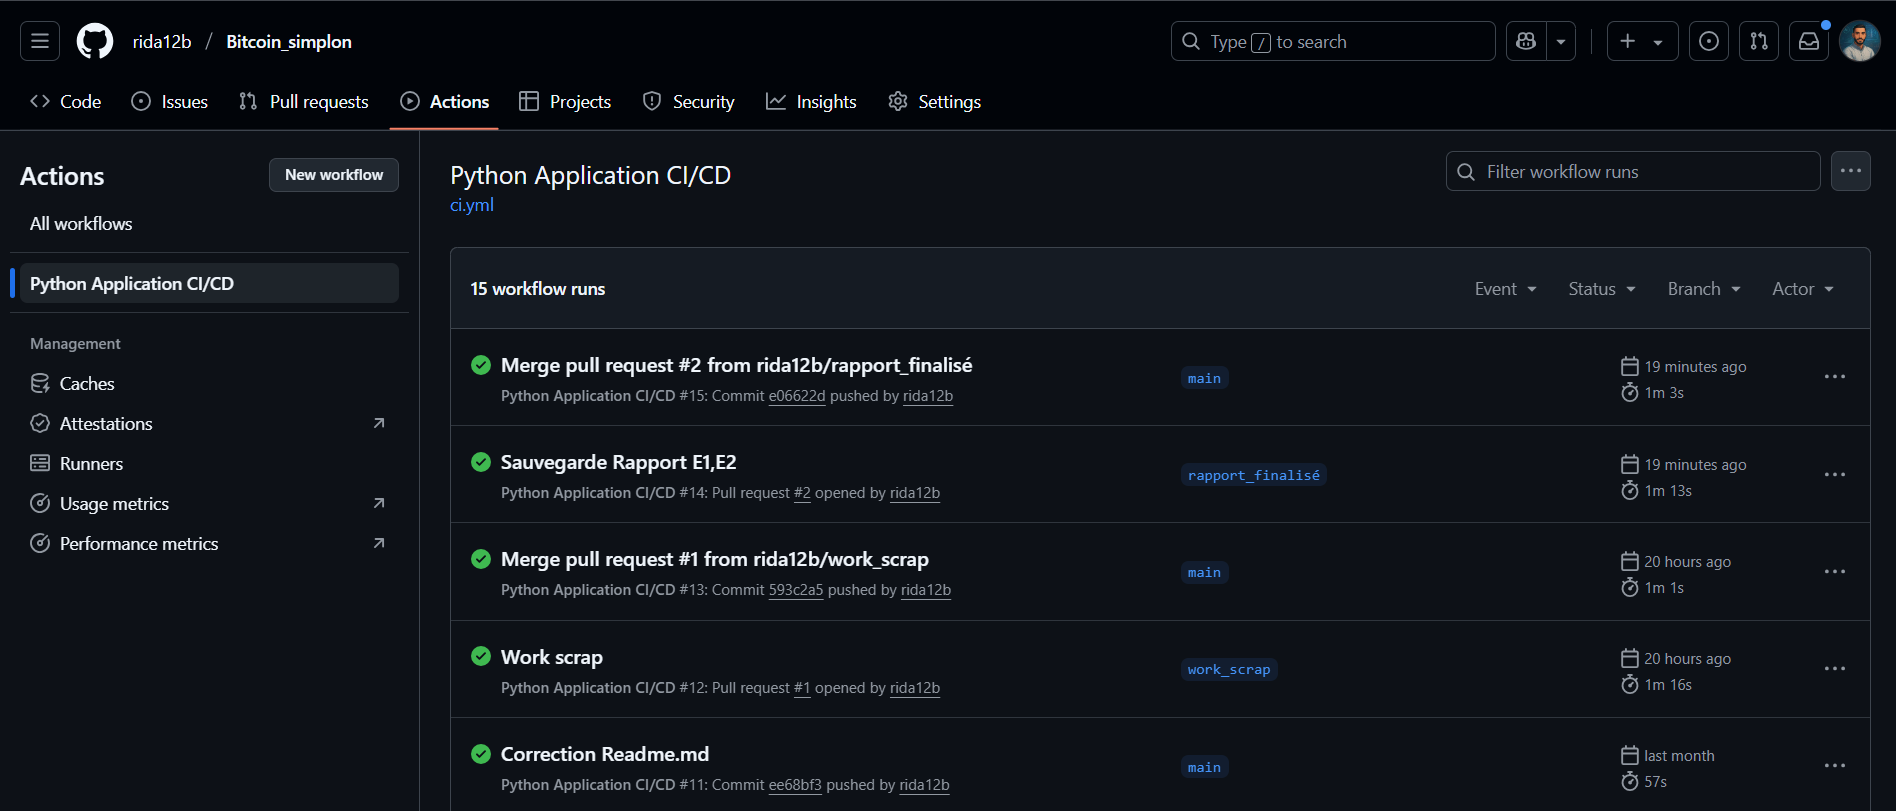 rida12b / Bitcoin_simplon
Type / to search
Code Issues Pull requests Actions Projects Security Insights Settings
Actions
New workflow
All workflows
Python Application CI/CD
Management
Caches
Attestations
Runners
Usage metrics
Performance metrics
Python Application CI/CD
ci.yml
Filter workflow runs
15 workflow runs
Event Status Branch Actor
Merge pull request #2 from rida12b/rapport_finalisé
Python Application CI/CD #15: Commit e06622d pushed by rida12b
main
19 minutes ago
1m 3s
Sauvegarde Rapport E1,E2
Python Application CI/CD #14: Pull request #2 opened by rida12b
rapport_finalisé
19 minutes ago
1m 13s
Merge pull request #1 from rida12b/work_scrap
Python Application CI/CD #13: Commit 593c2a5 pushed by rida12b
main
20 hours ago
1m 1s
Work scrap
Python Application CI/CD #12: Pull request #1 opened by rida12b
work_scrap
20 hours ago
1m 16s
Correction Readme.md
Python Application CI/CD #11: Commit ee68bf3 pushed by rida12b
main
last month
57s